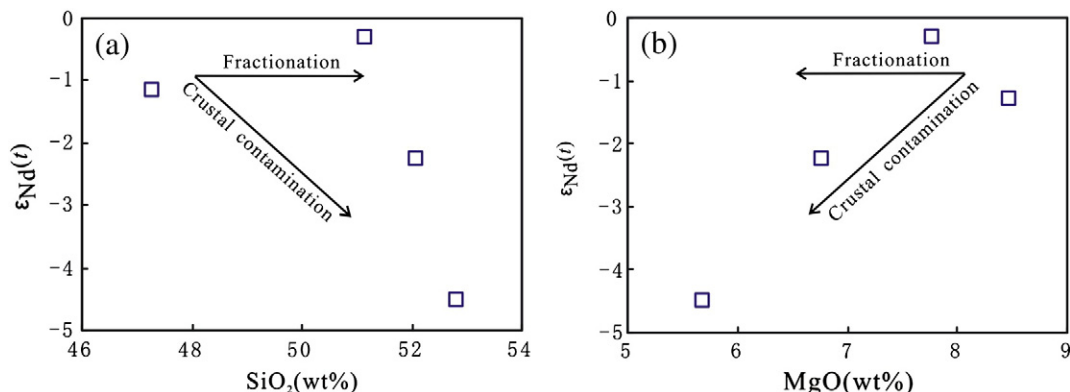 (a)
Fractionation
Crustal contamination
0
-1
-2
-3
-4
-5
εNd(t)
46
48
50
52
54
SiO₂(wt%)
(b)
Fractionation
Crustal contamination
0
-1
-2
-3
-4
-5
εNd(t)
5
6
7
8
9
MgO(wt%)